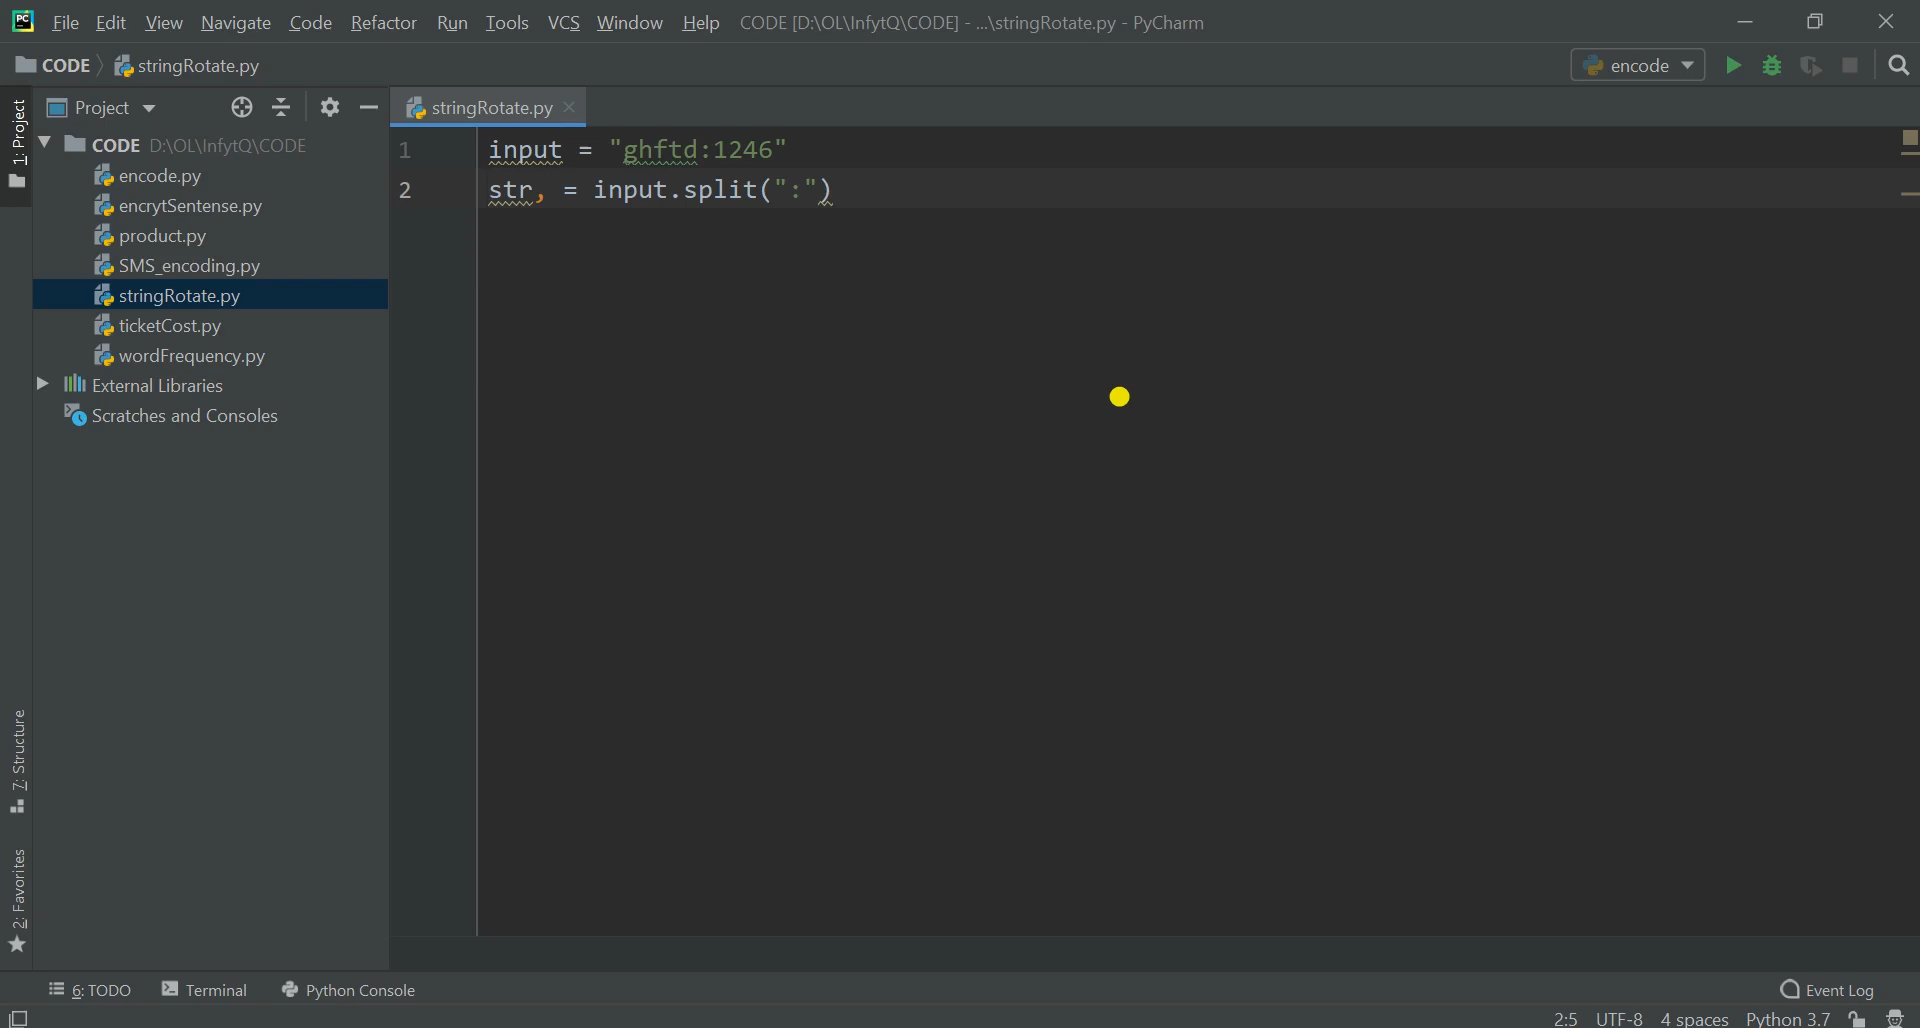 PC File Edit View Navigate Code Refactor Run Tools VCS Window Help CODE [D:\OL\InfytQ\CODE] - ...\stringRotate.py - PyCharm
CODE stringRotate.py encode
1: Project
Project
stringRotate.py
CODE D:\OL\InfytQ\CODE
encode.py
encrytSentense.py
product.py
SMS_encoding.py
stringRotate.py
ticketCost.py
wordFrequency.py
External Libraries
Scratches and Consoles
1 input = "ghftd:1246"
2 str, = input.split(":")
7: Structure
2: Favorites
6: TODO Terminal Python Console Event Log
2:5 UTF-8 4 spaces Python 3.7